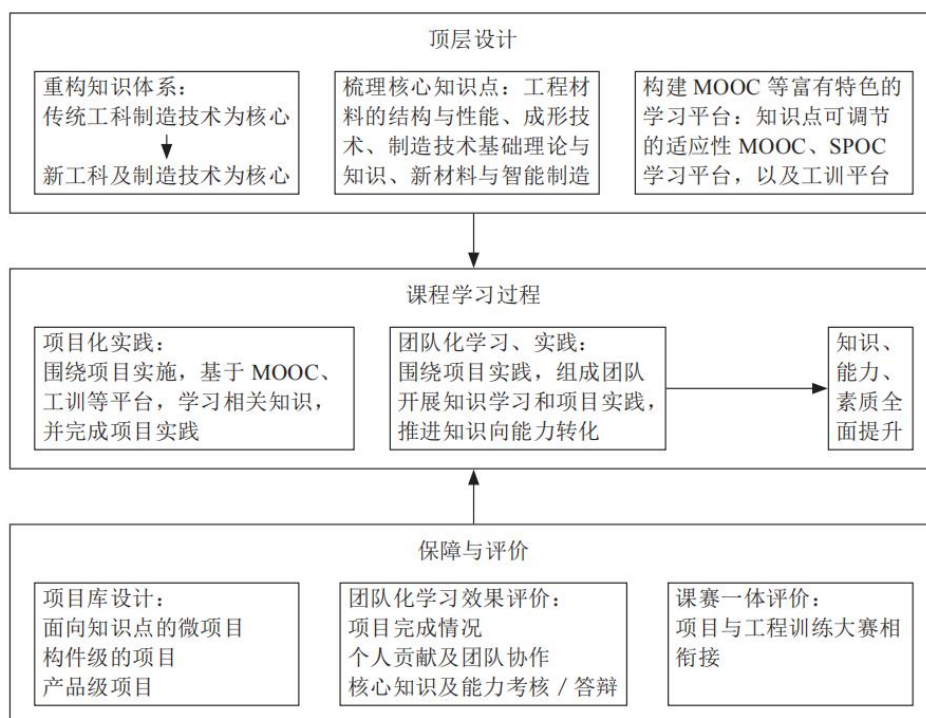 顶层设计
重构知识体系：
传统工科制造技术为核心
新工科及制造技术为核心
梳理核心知识点：工程材
料的结构与性能、成形技
术、制造技术基础理论与
知识、新材料与智能制造
构建 MOOC 等富有特色的
学习平台：知识点可调节
的适应性 MOOC、SPOC
学习平台，以及工训平台
课程学习过程
项目化实践：
围绕项目实施，基于 MOOC、
工训等平台，学习相关知识，
并完成项目实践
团队化学习、实践：
围绕项目实践，组成团队
开展知识学习和项目实践，
推进知识向能力转化
知识、
能力、
素质全
面提升
保障与评价
项目库设计：
面向知识点的微项目
构件级的项目
产品级项目
团队化学习效果评价：
项目完成情况
个人贡献及团队协作
核心知识及能力考核 / 答辩
课赛一体评价：
项目与工程训练大赛相
衔接